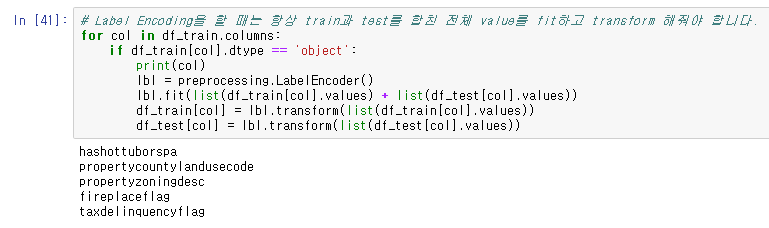 In [41]: # Label Encoding을 할 때는 항상 train과 test를 합친 전체 value를 fit하고 transform 해줘야 합니다.
for col in df_train.columns:
    if df_train[col].dtype == 'object':
        print(col)
        lbl = preprocessing.LabelEncoder()
        lbl.fit(list(df_train[col].values) + list(df_test[col].values))
        df_train[col] = lbl.transform(list(df_train[col].values))
        df_test[col] = lbl.transform(list(df_test[col].values))
hashottuborspa
propertycountylandusecode
propertyzoningdesc
fireplaceflag
taxdelinquencyflag